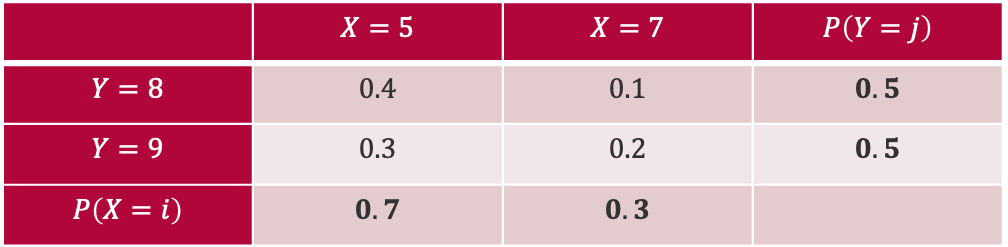 X = 5 X = 7 P(Y = j)
Y = 8 0.4 0.1 0.5
Y = 9 0.3 0.2 0.5
P(X = i) 0.7 0.3